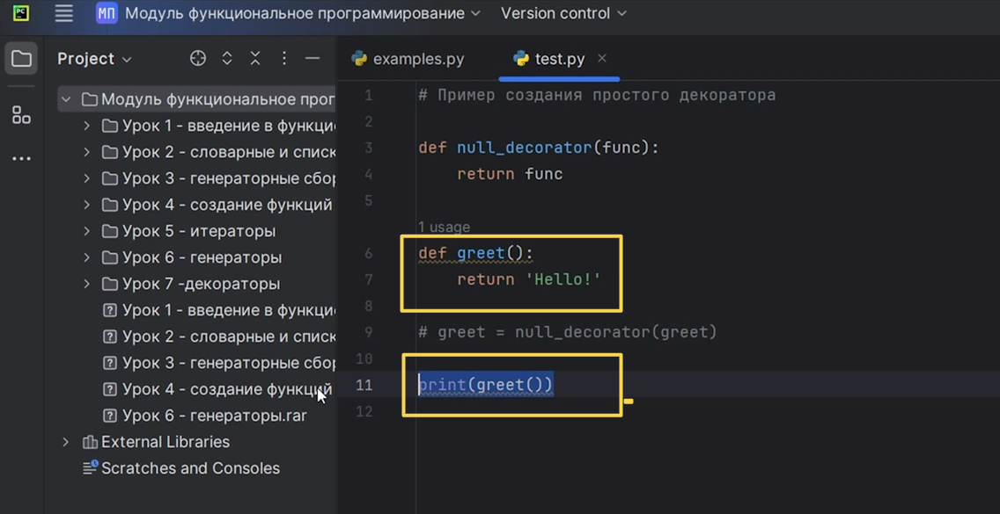 PC
МП Модуль функциональное программирование Version control
Project
examples.py test.py
Модуль функциональное прог
Урок 1 - введение в функци
Урок 2 - словарные и списк
Урок 3 - генераторные сбор
Урок 4 - создание функций
Урок 5 - итераторы
Урок 6 - генераторы
Урок 7 -декораторы
Урок 1 - введение в функци
Урок 2 - словарные и списк
Урок 3 - генераторные сбор
Урок 4 - создание функций
Урок 6 - генераторы.rar
External Libraries
Scratches and Consoles
1 # Пример создания простого декоратора
2
3 def null_decorator(func):
4 return func
5
1 usage
6 def greet():
7 return 'Hello!'
8
9 # greet = null_decorator(greet)
10
11 print(greet())
12